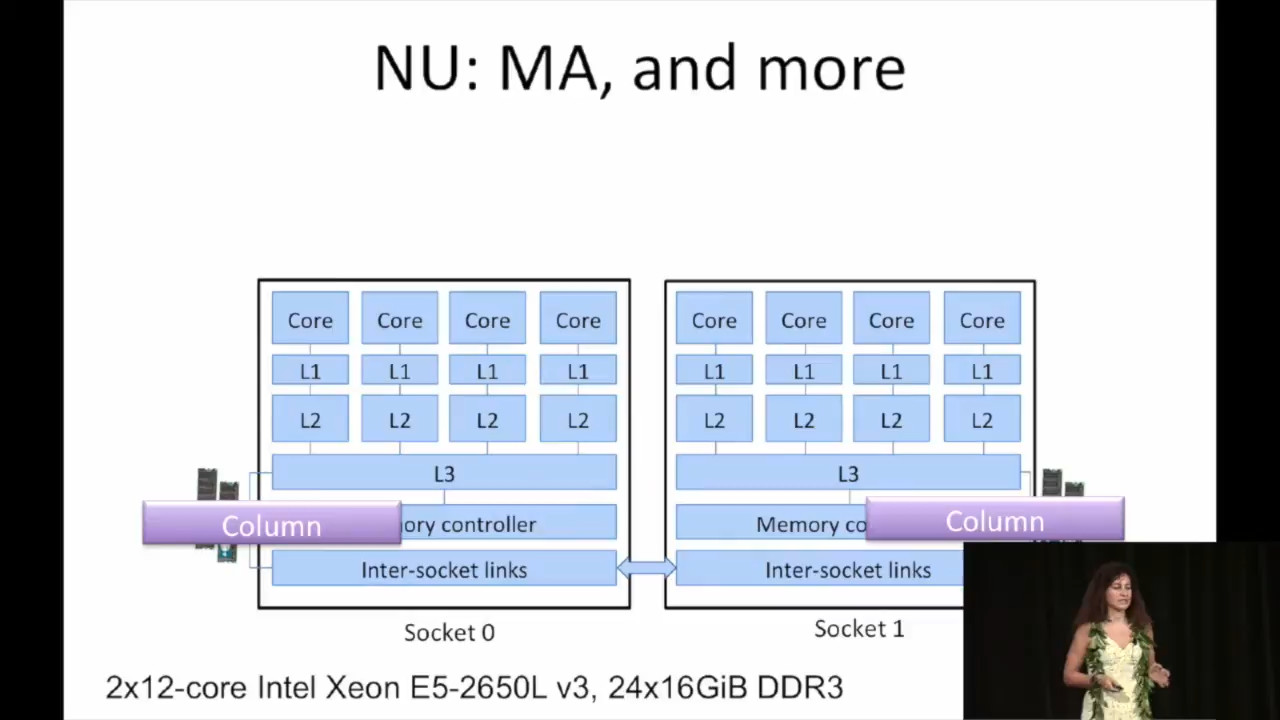 NU: MA, and more
Core Core Core Core Core Core Core Core
L1 L1 L1 L1 L1 L1 L1 L1
L2 L2 L2 L2 L2 L2 L2 L2
L3 L3
Column ory controller Memory co Column
Inter-socket links Inter-socket links
Socket 0 Socket 1
2x12-core Intel Xeon E5-2650L v3, 24x16GiB DDR3